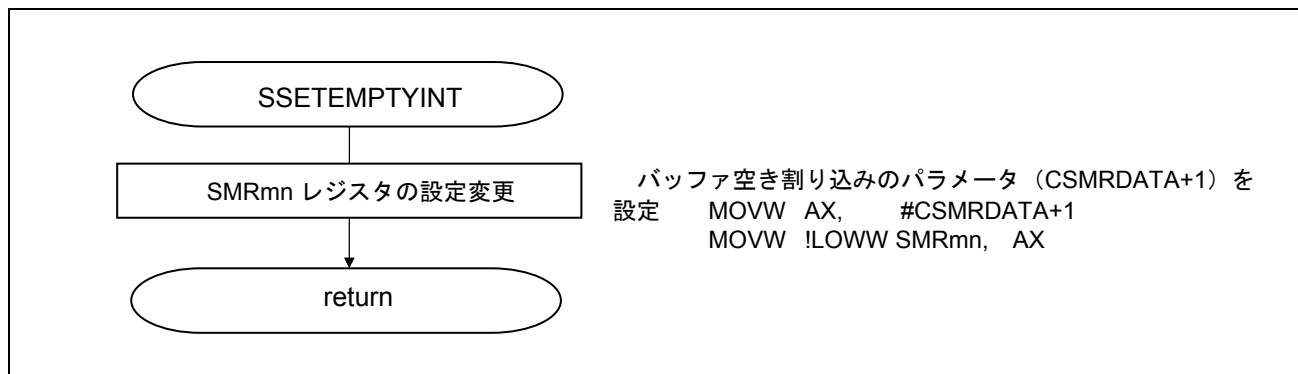 SSETEMPTYINT
SMRmn レジスタの設定変更
バッファ空き割り込みのパラメータ（CSMRDATA+1）を
設定 MOVW AX, #CSMRDATA+1
MOVW !LOWW SMRmn, AX
return